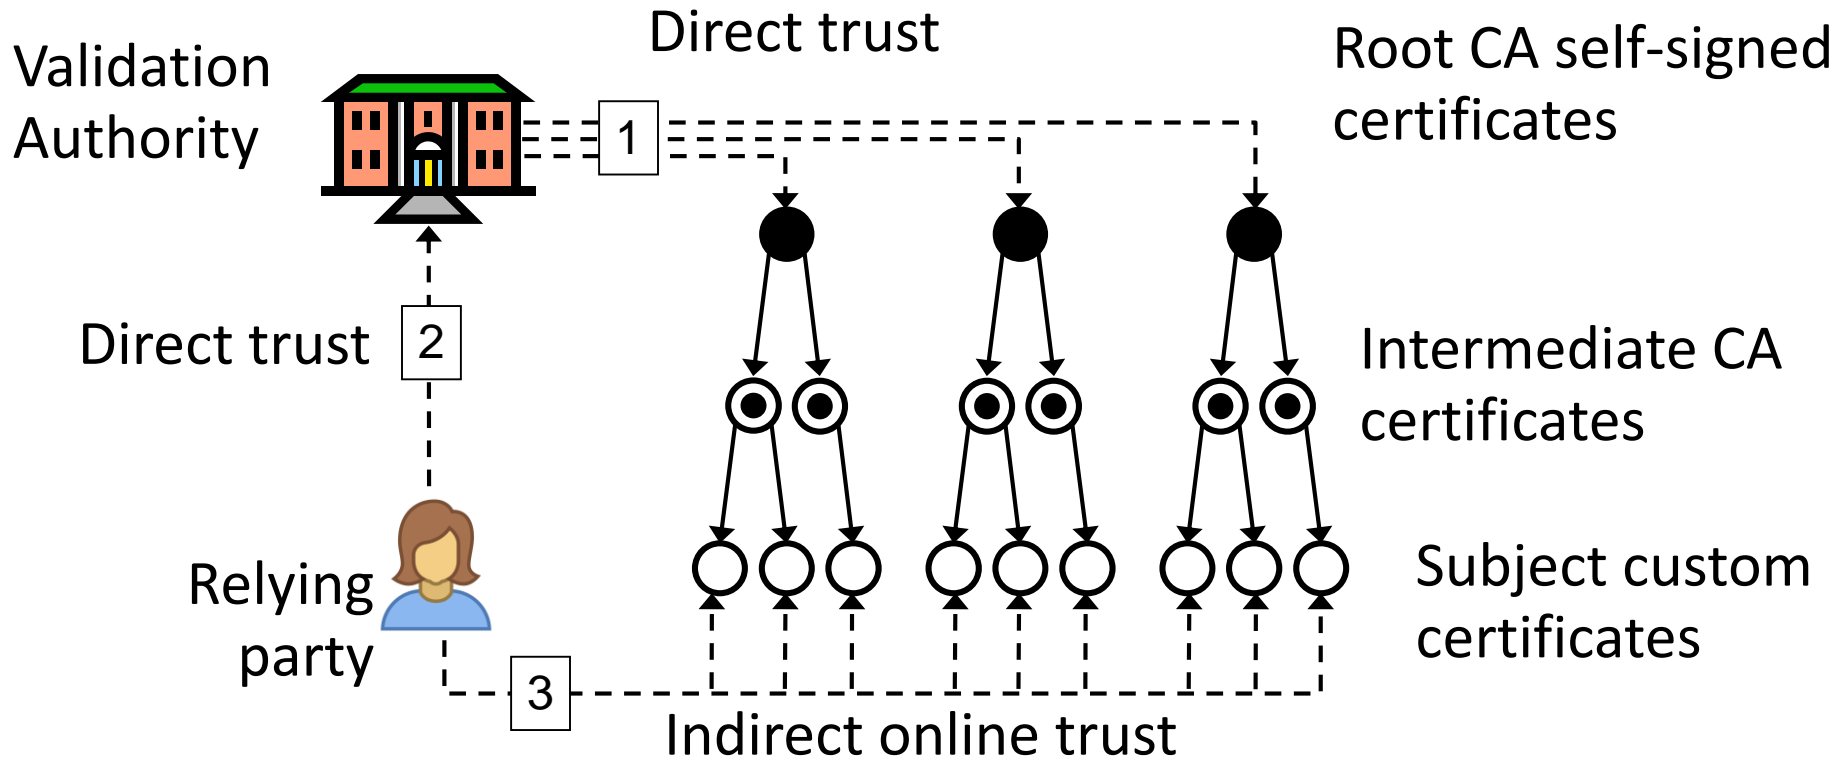 Direct trust
Validation
Authority
Root CA self-signed
certificates
1
Direct trust
2
Intermediate CA
certificates
Relying
party
Subject custom
certificates
3
Indirect online trust